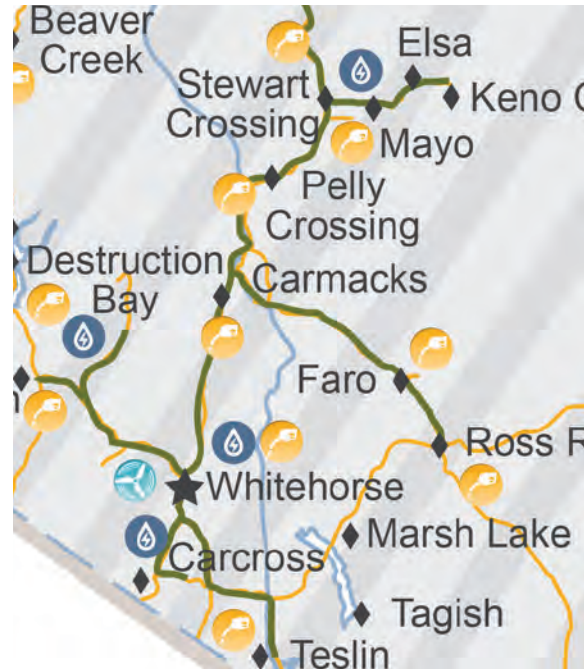 Beaver
Creek
Elsa
Stewart
Crossing
Keno
Mayo
Pelly
Crossing
Destruction
Bay
Carmacks
Faro
Ross
Whitehorse
Marsh Lake
Carcross
Tagish
Teslin